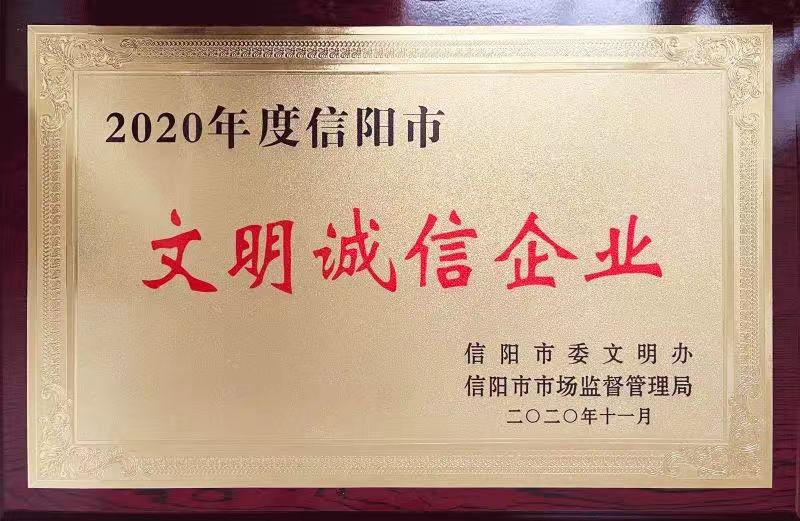 2020年度信阳市
文明诚信企业
信阳市委文明办
信阳市市场监督管理局
二〇二〇年十一月